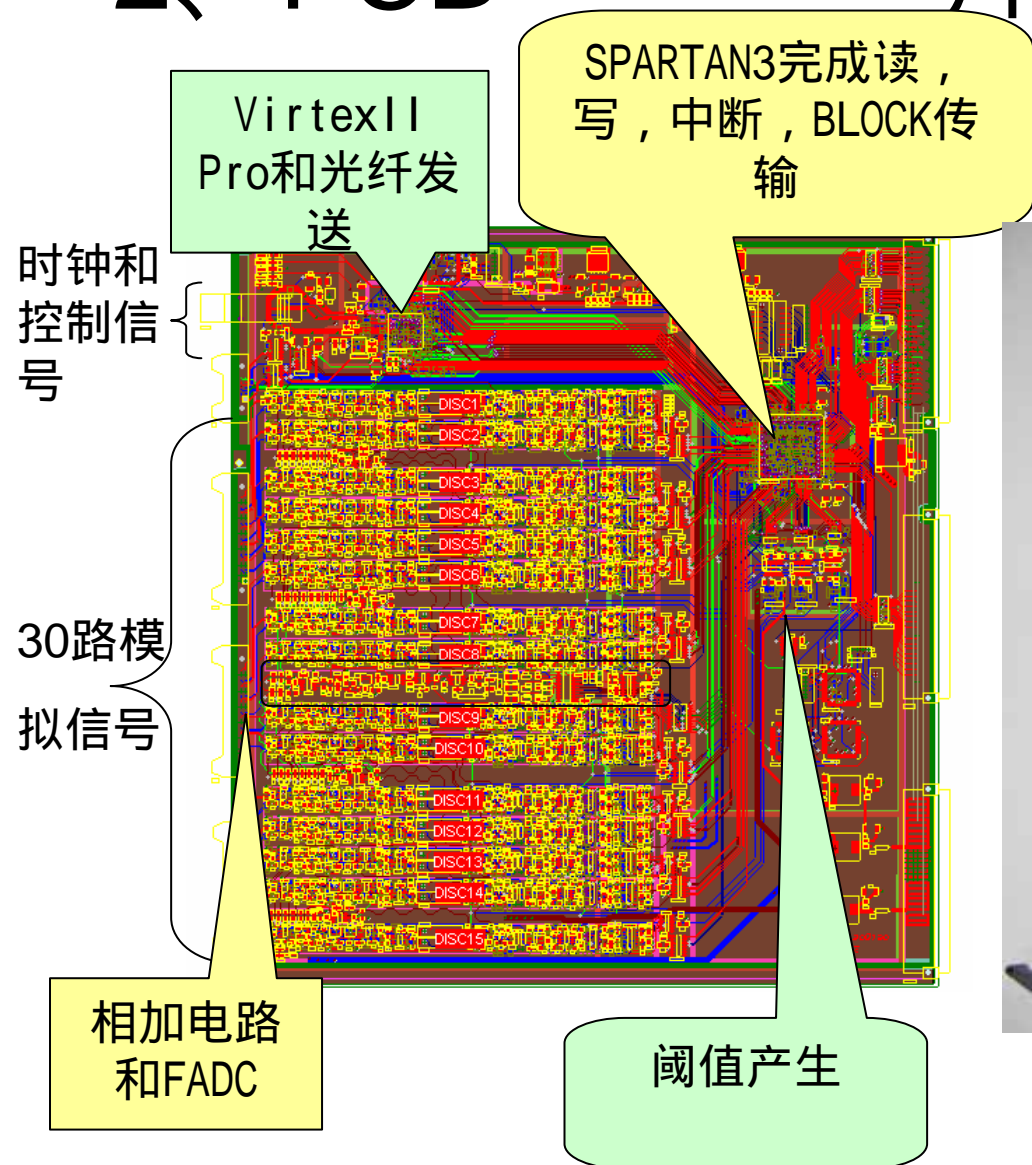 2、PCB
SPARTAN3完成读，
写，中断，BLOCK传
输
VirtexII
Pro和光纤发
送
时钟和
控制信
号
DISC1
DISC2
DISC3
DISC4
DISC5
DISC6
DISC7
DISC8
30路模
拟信号
DISC9
DISC10
DISC11
DISC12
DISC13
DISC14
DISC15
相加电路
和FADC
阈值产生